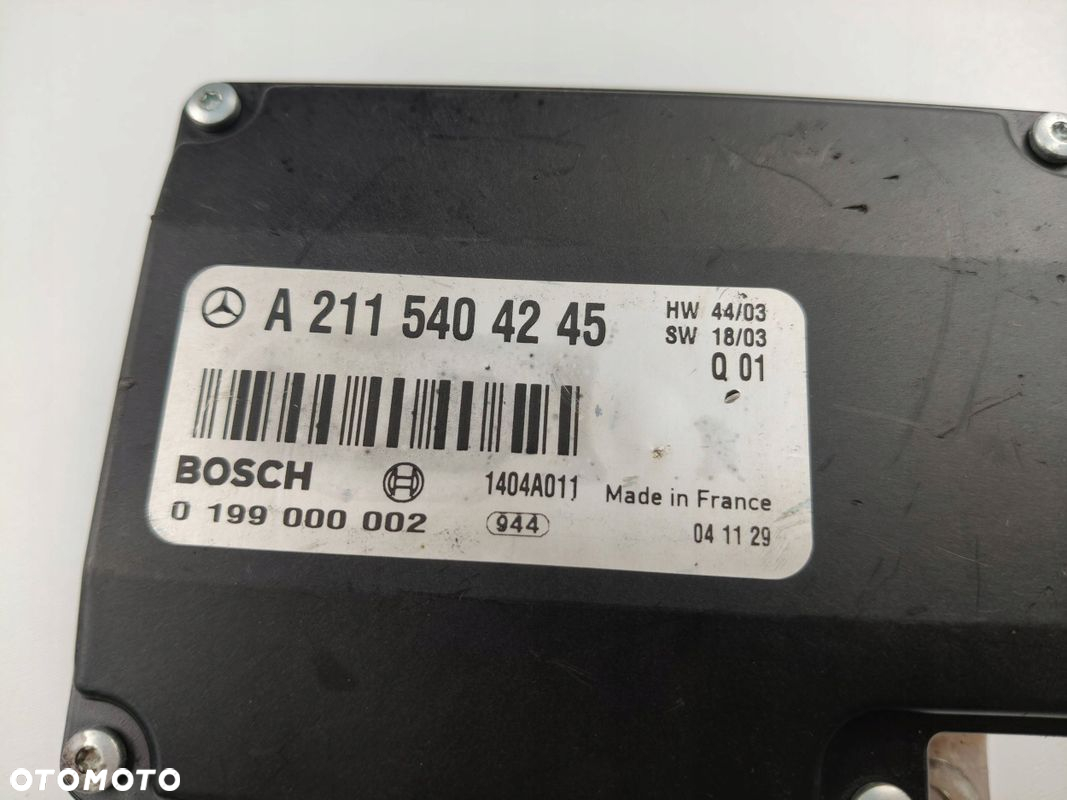 A 211 540 42 45
HW 44/03
SW 18/03
Q 01
BOSCH
1404A011
Made in France
0 199 000 002
944
04 11 29
OTOMOTO